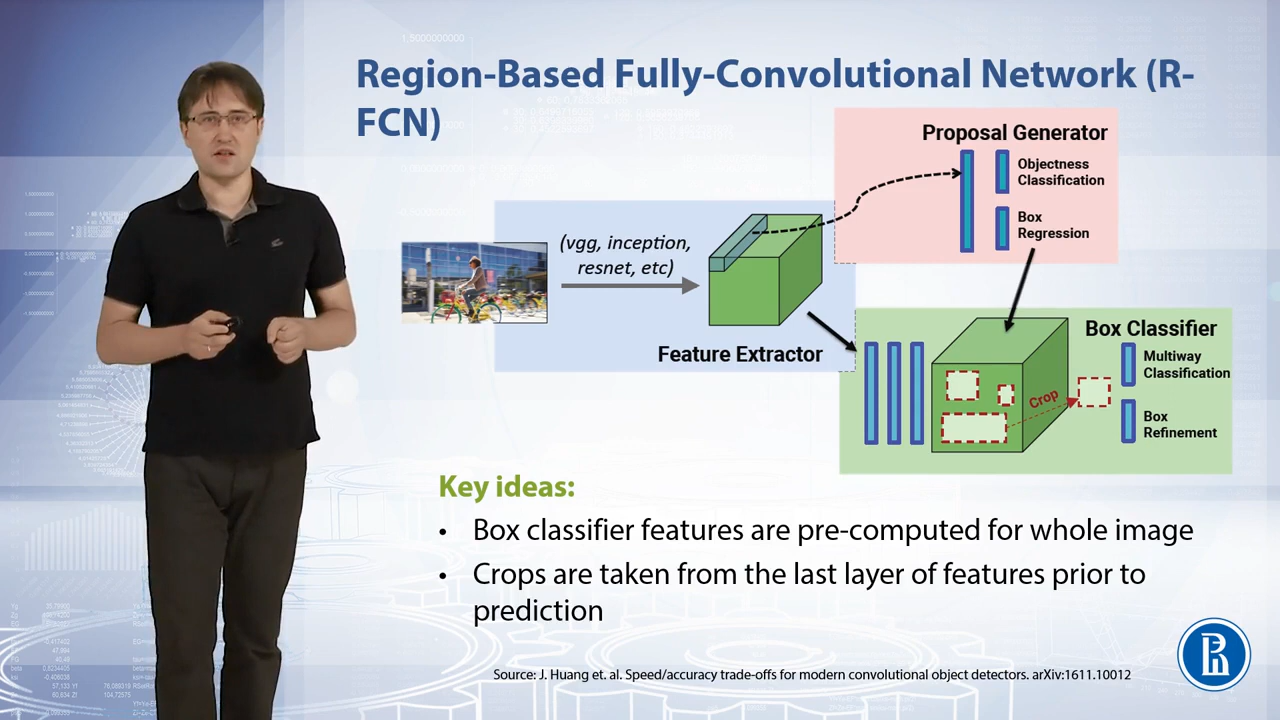 Region-Based Fully-Convolutional Network (R-
FCN)
Proposal Generator
Objectness
Classification
Box
Regression
(vgg, inception,
resnet, etc)
Feature Extractor
Box Classifier
Multiway
Classification
Crop
Box
Refinement
Key ideas:
• Box classifier features are pre-computed for whole image
• Crops are taken from the last layer of features prior to
prediction
Source: J. Huang et. al. Speed/accuracy trade-offs for modern convolutional object detectors. arXiv:1611.10012